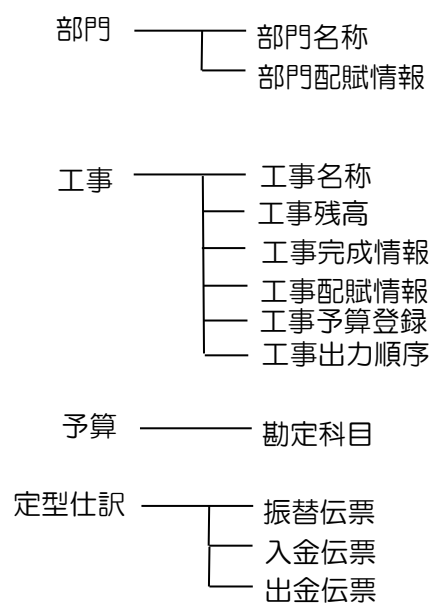 部門
部門名称
部門配賦情報
工事
工事名称
工事残高
工事完成情報
工事配賦情報
工事予算登録
工事出力順序
予算
勘定科目
定型仕訳
振替伝票
入金伝票
出金伝票